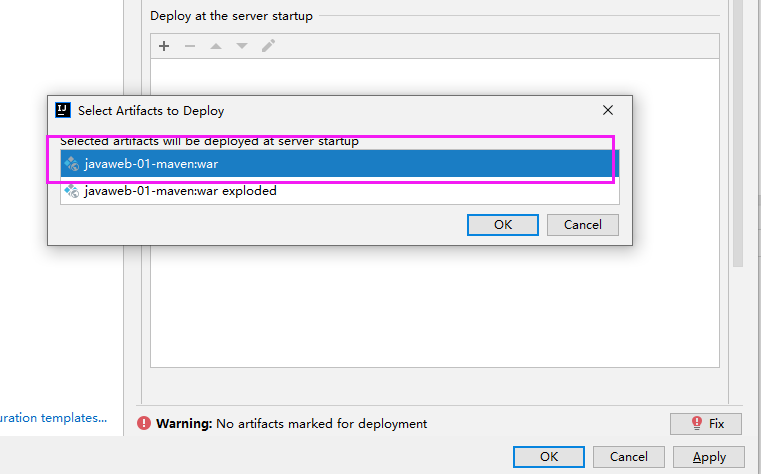 Deploy at the server startup
Select Artifacts to Deploy
Selected artifacts will be deployed at server startup
javaweb-01-maven:war
javaweb-01-maven:war exploded
OK
Cancel
uration templates...
Warning: No artifacts marked for deployment
Fix
OK
Cancel
Apply